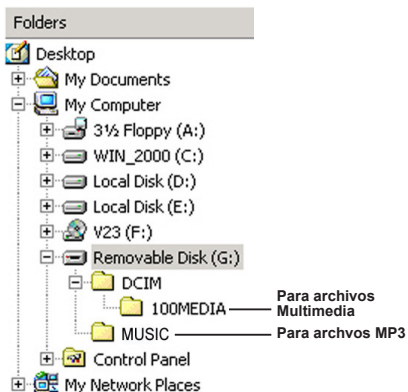 Folders
Desktop
My Documents
My Computer
3½ Floppy (A:)
WIN_2000 (C:)
Local Disk (D:)
Local Disk (E:)
V23 (F:)
Removable Disk (G:)
DCIM
100MEDIA
Para archivos
Multimedia
MUSIC
Para archvos MP3
Control Panel
My Network Places